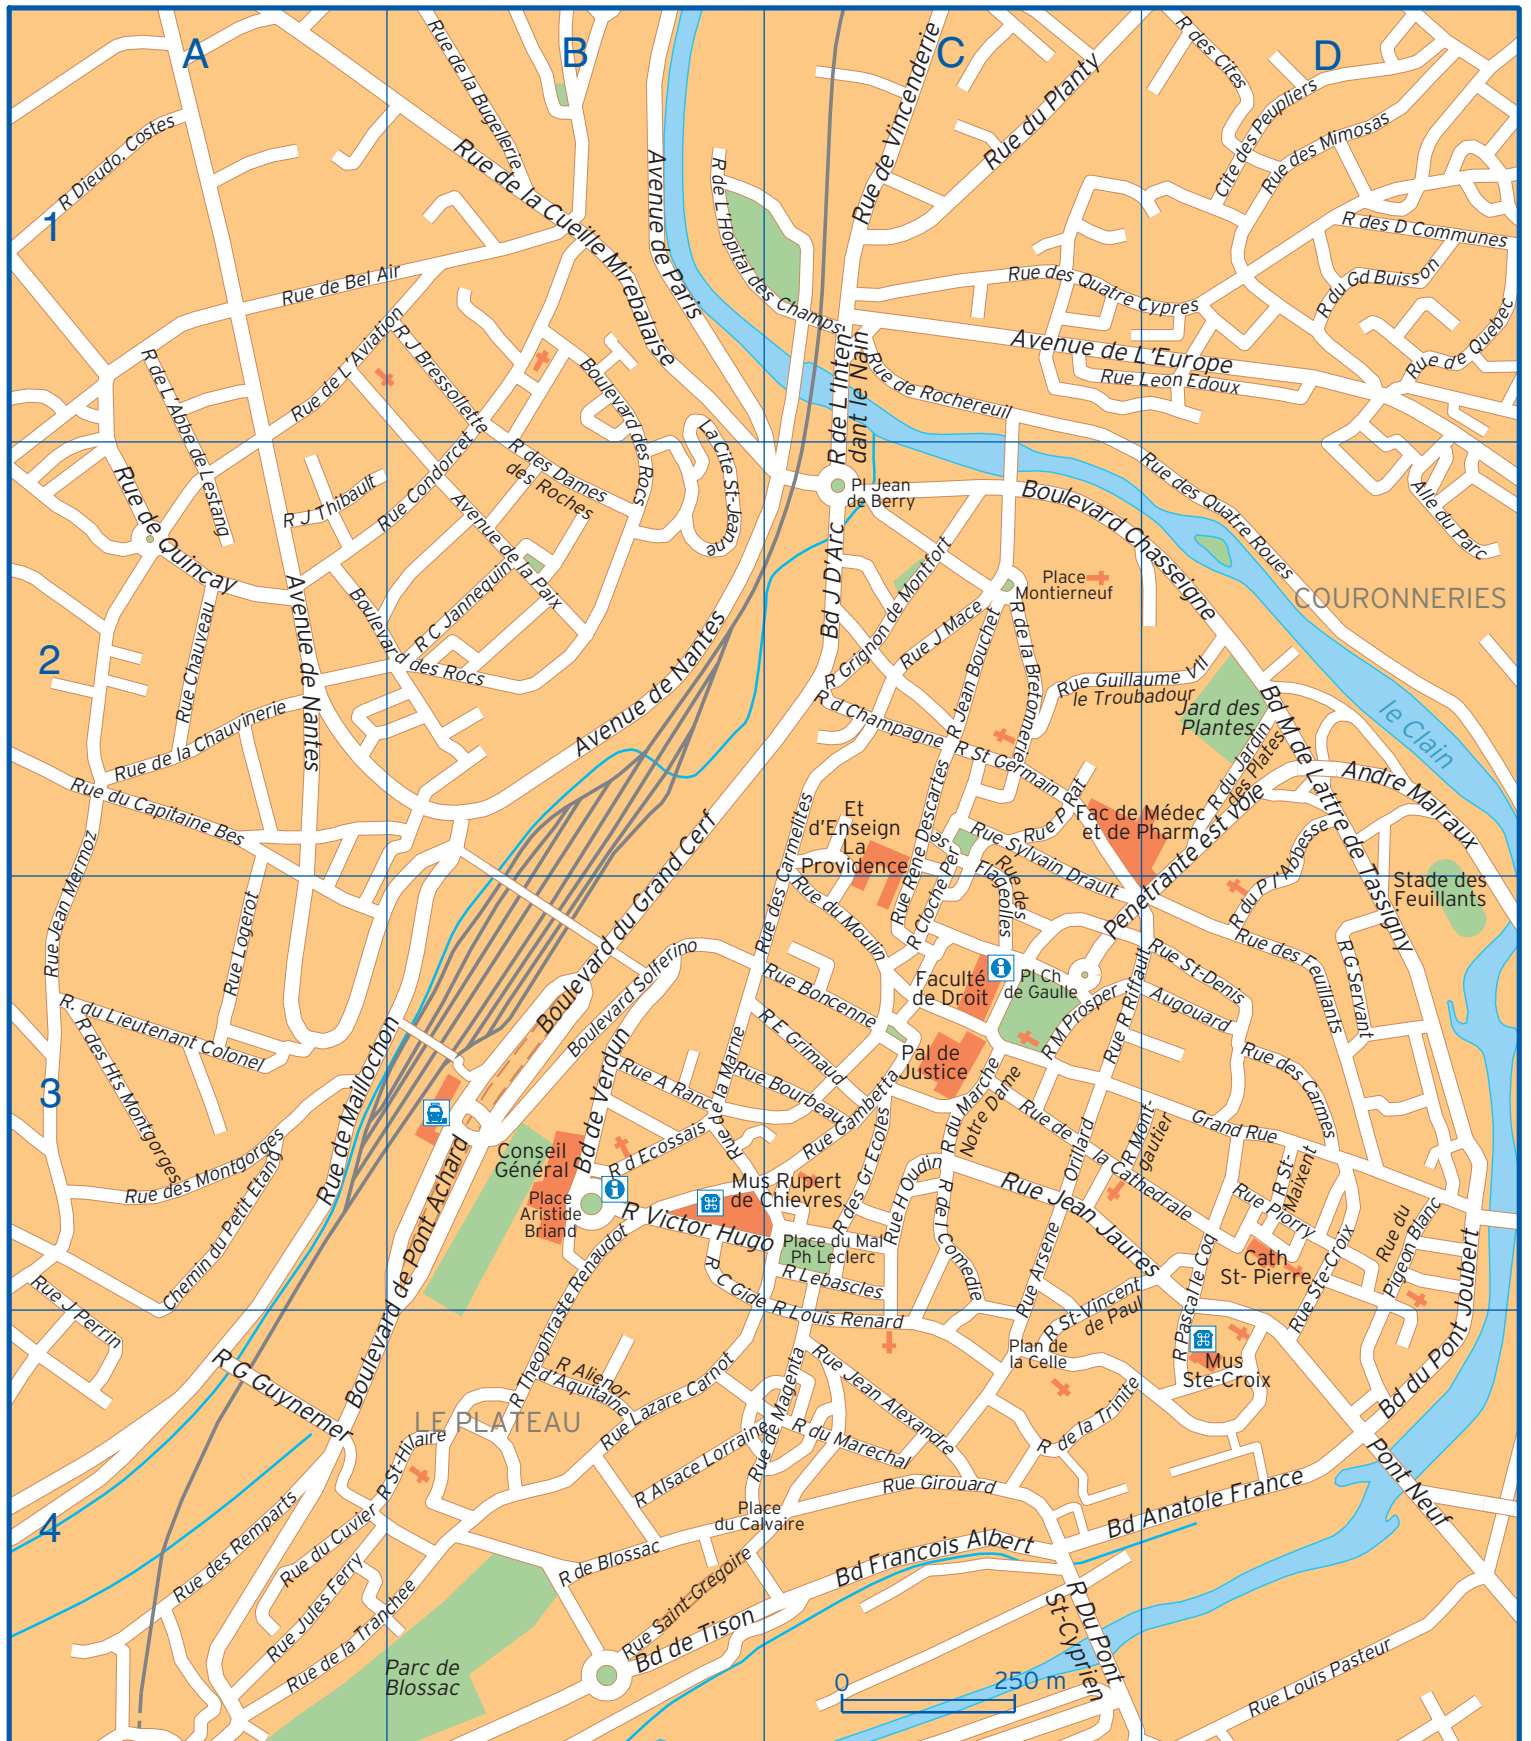 A
B
C
D
1
2
3
4
R Dieudo. Costes
Rue de la Bugellerie
Rue de la Cueille Mirebalaise
Avenue de Paris
R de L'Hopital des Champs
Rue de Vincenderie
Rue du Planty
R des Cites
Cite des Peupliers
Rue des Mimosas
R des D Communes
R du Gd Buisson
Rue de Quebec
Rue des Quatre Cypres
Avenue de L'Europe
Rue Leon Edoux
Rue de Rochereuil
R de L'Inten
dant le Nain
Rue de Bel Air
Rue de L'Aviation
R J Bressollette
R de L'Abbe de Lestang
Boulevard des Rocs
La Cite St-Jeanne
R des Dames
des Roches
Rue Condorcet
R J Thibault
Avenue de la Paix
R C Jannequine
Boulevard des Rocs
Rue de Quincay
Avenue de Nantes
Rue Chauveau
Rue de la Chauvinerie
Rue du Capitaine Bes
Avenue de Nantes
Pl Jean
de Berry
Bd J D'Arc
Boulevard Chasseigne
Rue des Quatre Roues
Alle du Parc
COURONNERIES
Place
Montierneuf
R Grignon de Montfort
Rue J Mace
R Jean Bouchet
R de la Bretonnerie
Rue Guillaume VII
le Troubadour
Jard des
Plantes
Bd M de Lattre de Tassigny
le Clain
Andre Malraux
R du Jardin
des Plates
Penetrante est voie
R d Champagne
R St Germain
Rue P Rat
Fac de Médec
et de Pharm
Et
d'Enseign
La
Providence
Rue Rene Descartes
Rue Sylvain Drault
Rue des
Flageolles
R Cloche Per
R du P l'Abbesse
Stade des
Feuillants
Rue des Feuillants
R G Servant
Rue Jean Mermoz
Rue Logerot
R. du Lieutenant Colonel
R des Hts Montgorges
Rue des Montgorges
Chemin du Petit Etang
Rue J Perrin
Rue de Maillochon
Boulevard du Grand Cerf
Boulevard Solferino
Bd de Verdun
Boulevard de Pont Achard
Conseil
Général
Place
Aristide
Briand
Rue des Carmelites
Rue du Moulin
Rue Boncenne
R E Grimaud
Rue A Rance
Rue de la Marne
Rue Bourbeau
R d Ecossais
Rue Gambetta
Faculté
de Droit
Pl Ch
de Gaulle
Pal de
Justice
R M Prosper
Rue R Riffault
Rue St-Denis
Augouard
Rue des Carmes
Grand Rue
R du Marche
Notre Dame
Rue de la Cathedrale
R Mont-
gautier
R St-
Maixent
Rue Piorry
Mus Rupert
de Chievres
R Victor Hugo
R des Gr Ecoles
Rue H Oudin
R de l Comedie
Rue Jean Jaures
Rue Arsene Orillard
Place du Mal
Ph Leclerc
R Lebascles
R C Gide
R Louis Renard
R St-Vincent
de Paul
R Pascal le Coq
Cath
St- Pierre
Rue Ste-Croix
Rue du
Pigeon Blanc
Bd du Pont Joubert
Mus
Ste-Croix
Plan de
la Celle
R de la Trinite
R G Guynemer
R Theophraste Renaudot
R Alienor
d'Aquitaine
LE PLATEAU
Rue Lazare Carnot
R Alsace Lorraine
Rue de Magenta
Rue Jean Alexandre
R du Marechal
R St-Hilaire
Rue du Cuvier
Rue des Remparts
Rue Jules Ferry
Rue de la Tranchee
Parc de
Blossac
R de Blossac
Place
du Calvaire
Rue Saint-Gregoire
Bd de Tison
Rue Girouard
Bd Francois Albert
Bd Anatole France
Pont Neuf
R Du Pont
St-Cyprien
Rue Louis Pasteur
0
250 m